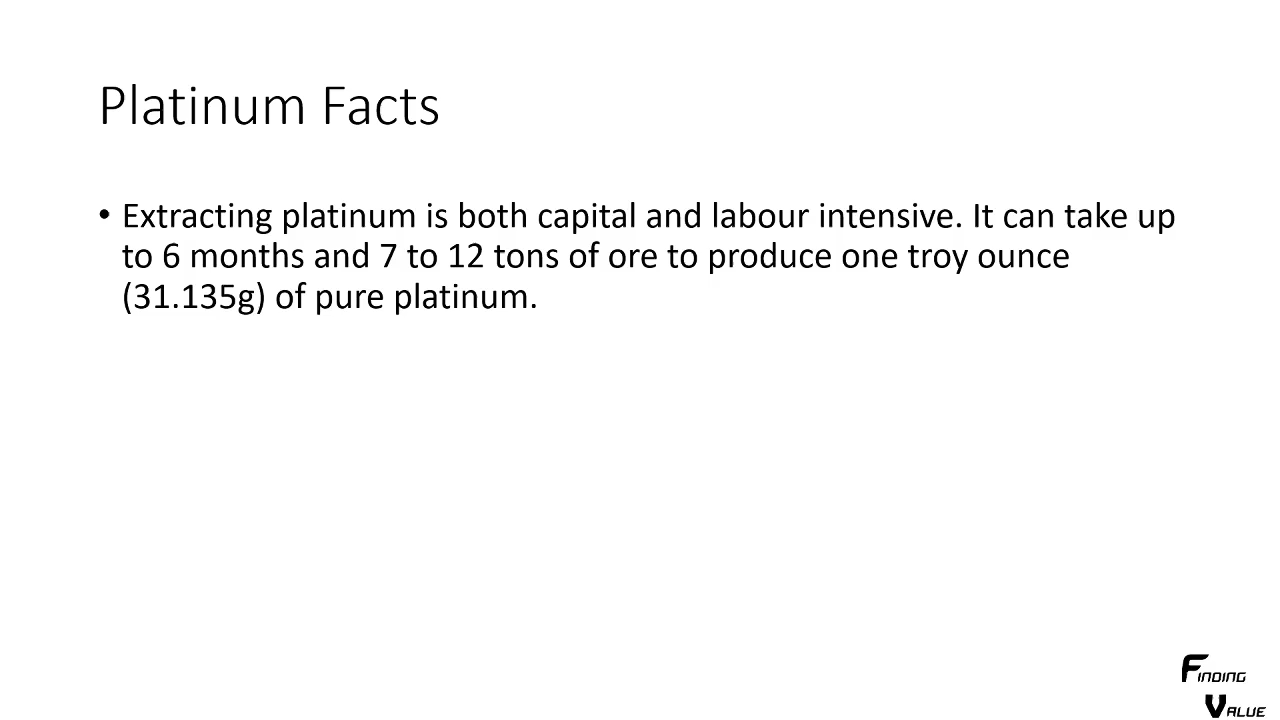 Platinum Facts
• Extracting platinum is both capital and labour intensive. It can take up
to 6 months and 7 to 12 tons of ore to produce one troy ounce
(31.135g) of pure platinum.
Finding
Value